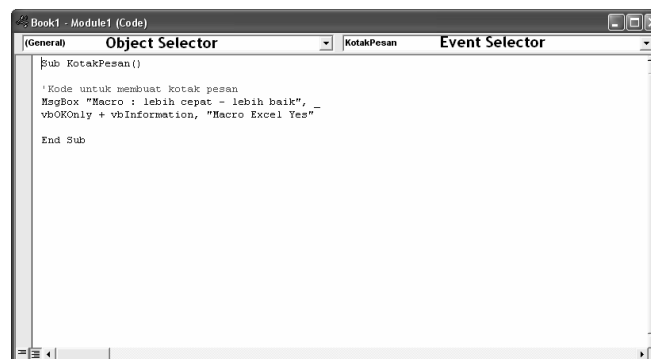 Book1 - Module1 (Code)
(General) Object Selector KotakPesan Event Selector
Sub KotakPesan()
'Kode untuk membuat kotak pesan
MsgBox "Macro : lebih cepat - lebih baik", _
vbOKOnly + vbInformation, "Macro Excel Yes"
End Sub